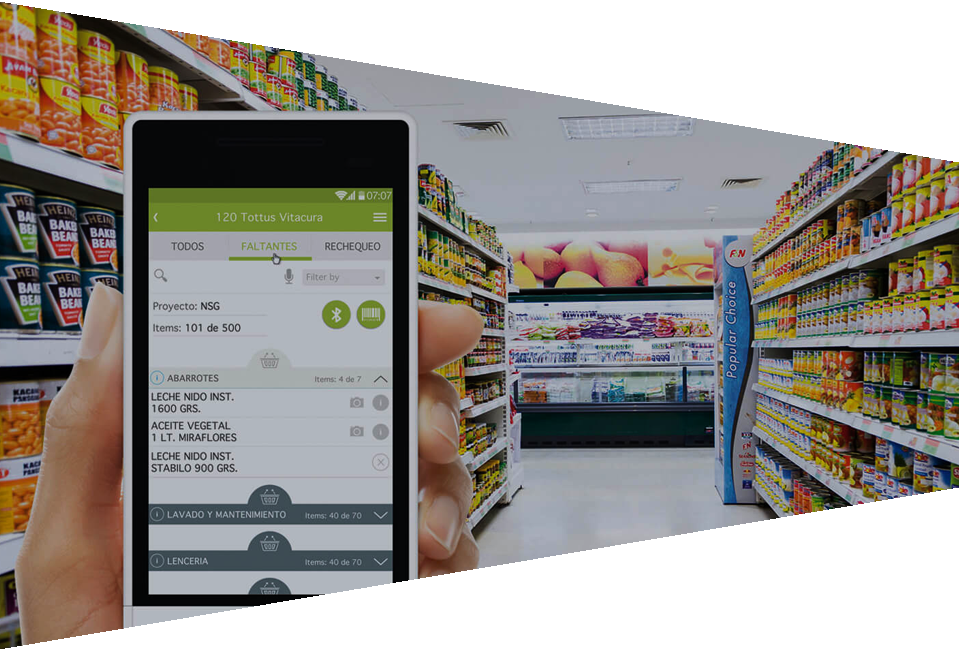 07:07
120 Tottus Vitacura
TODOS
FALTANTES
RECHEQUEO
Filter by
Proyecto: NSG
Items: 101 de 500
i ABARROTES
Items: 4 de 7
LECHE NIDO INST.
1600 GRS.
i
ACEITE VEGETAL
1 LT. MIRAFLORES
i
LECHE NIDO INST.
STABILO 900 GRS.
i LAVADO Y MANTENIMIENTO
Items: 40 de 70
i LENCERIA
Items: 40 de 70
HEINZ
BAKED
BEANZ
F&N
Popular Choice